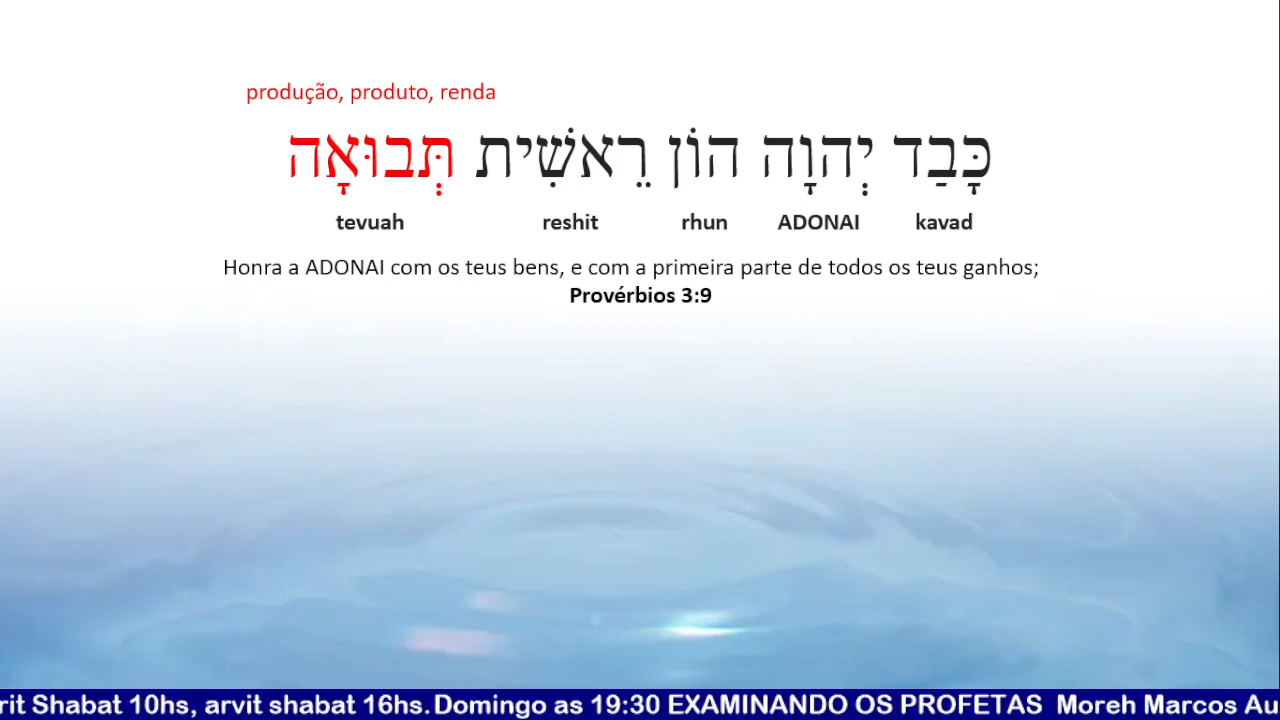 produção, produto, renda
כָּבַד יְהוָה הוֹן רֵאשִׁית תְּבוּאָה
tevuah reshit rhun ADONAI kavad
Honra a ADONAI com os teus bens, e com a primeira parte de todos os teus ganhos;
Provérbios 3:9
rit Shabat 10hs, arvit shabat 16hs. Domingo as 19:30 EXAMINANDO OS PROFETAS Moreh Marcos Au